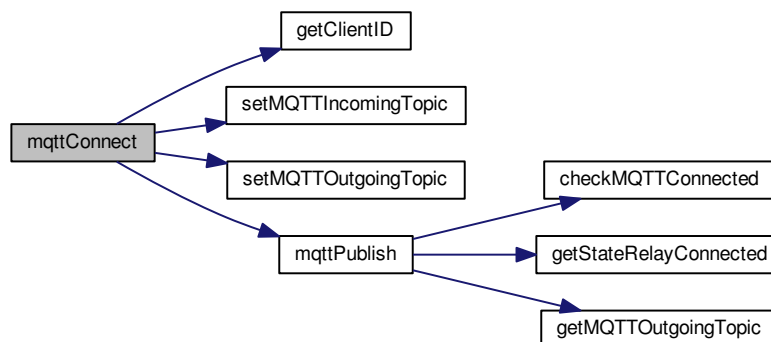 getClientID
setMQTTIncomingTopic
mqttConnect
setMQTTOutgoingTopic
checkMQTTConnected
mqttPublish
getStateRelayConnected
getMQTTOutgoingTopic